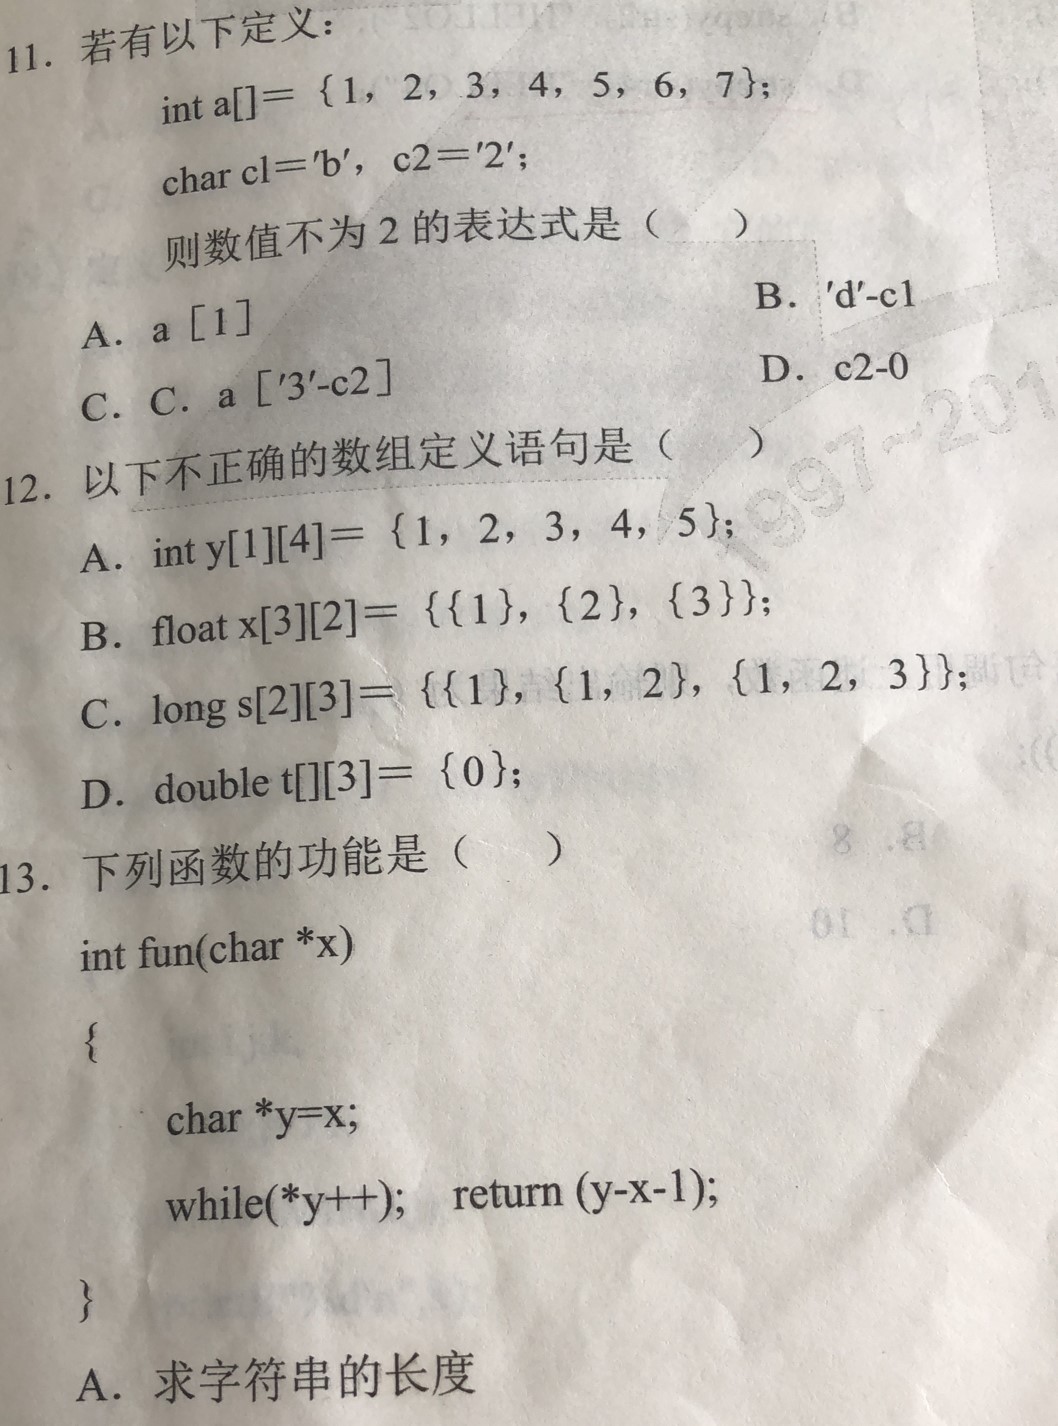 11. 若有以下定义：
int a[]＝｛1，2，3，4，5，6，7｝；
char c1＝′b′，c2＝′2′；
则数值不为 2 的表达式是（　　）
A．a［1］　　B．′d′-c1
C．C．a［′3′-c2］　　D．c2-0
12. 以下不正确的数组定义语句是（　　）
A．int y[1][4]＝｛1，2，3，4，5｝；
B．float x[3][2]＝｛｛1｝，｛2｝，｛3｝｝；
C．long s[2][3]＝｛｛1｝，｛1，2｝，｛1，2，3｝｝；
D．double t[][3]＝｛0｝；
13. 下列函数的功能是（　　）
int fun(char *x)
{
char *y=x;
while(*y++);　return (y-x-1);
}
A．求字符串的长度